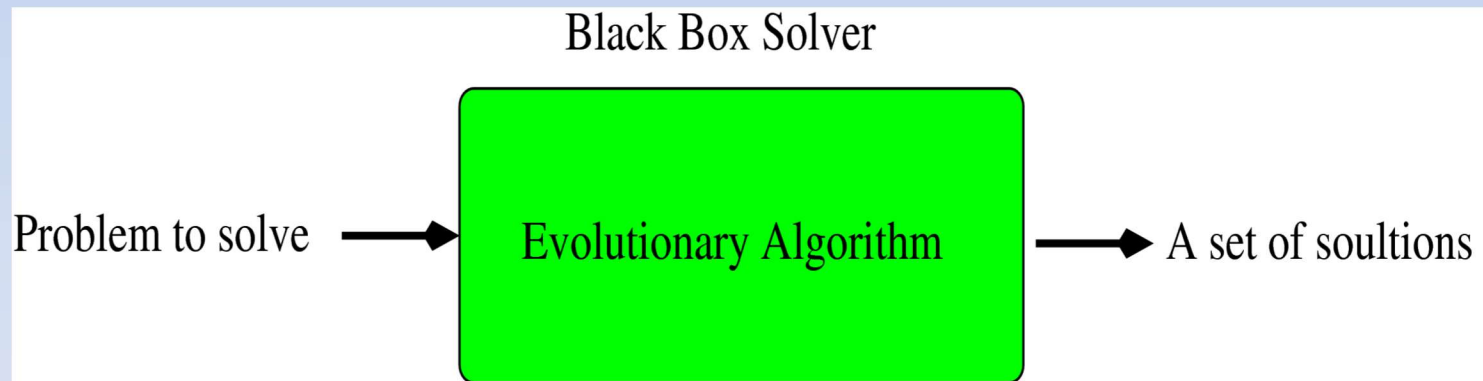 Black Box Solver
Problem to solve
Evolutionary Algorithm
A set of soultions